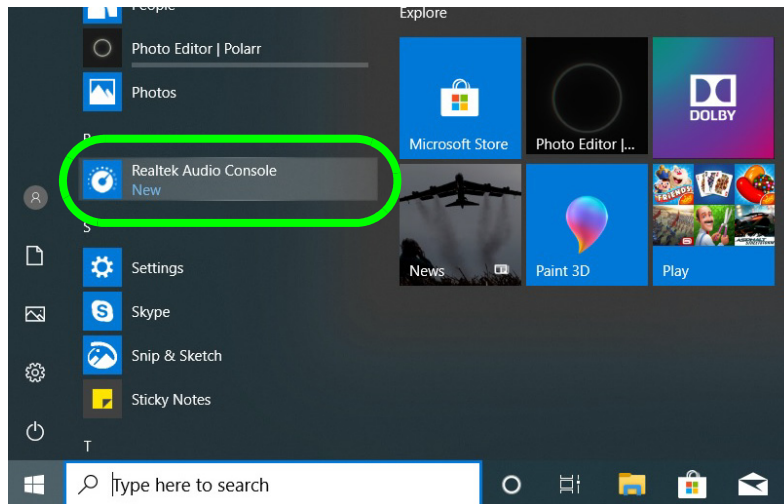 People
Photo Editor | Polarr
Photos
Realtek Audio Console
New
S
Settings
Skype
Snip & Sketch
Sticky Notes
T
Explore
Microsoft Store
Photo Editor |...
DOLBY
News
Paint 3D
Play
FRIENDS
ASPHALT
Type here to search